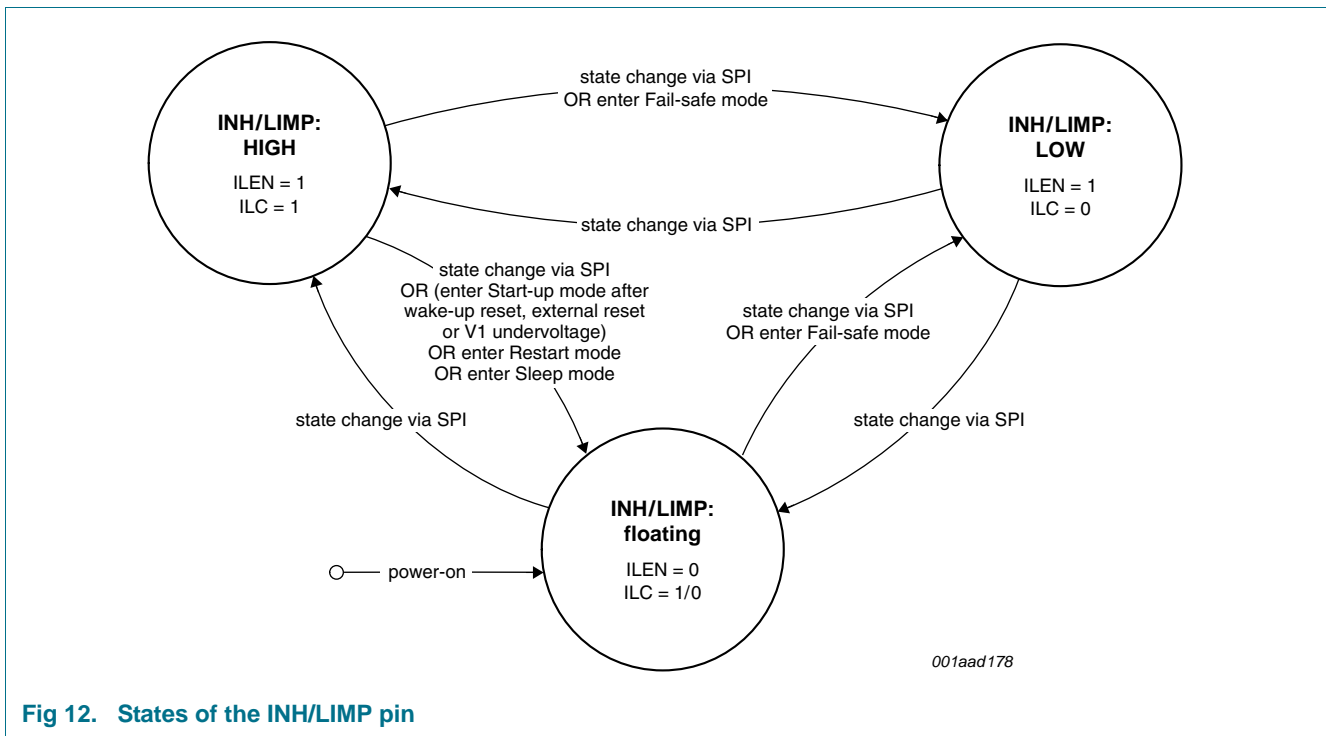 state change via SPI
OR enter Fail-safe mode
INH/LIMP:
HIGH
ILEN = 1
ILC = 1
INH/LIMP:
LOW
ILEN = 1
ILC = 0
state change via SPI
state change via SPI
OR (enter Start-up mode after
wake-up reset, external reset
or V1 undervoltage)
OR enter Restart mode
OR enter Sleep mode
state change via SPI
OR enter Fail-safe mode
state change via SPI
state change via SPI
INH/LIMP:
floating
ILEN = 0
ILC = 1/0
power-on
001aad178
Fig 12. States of the INH/LIMP pin